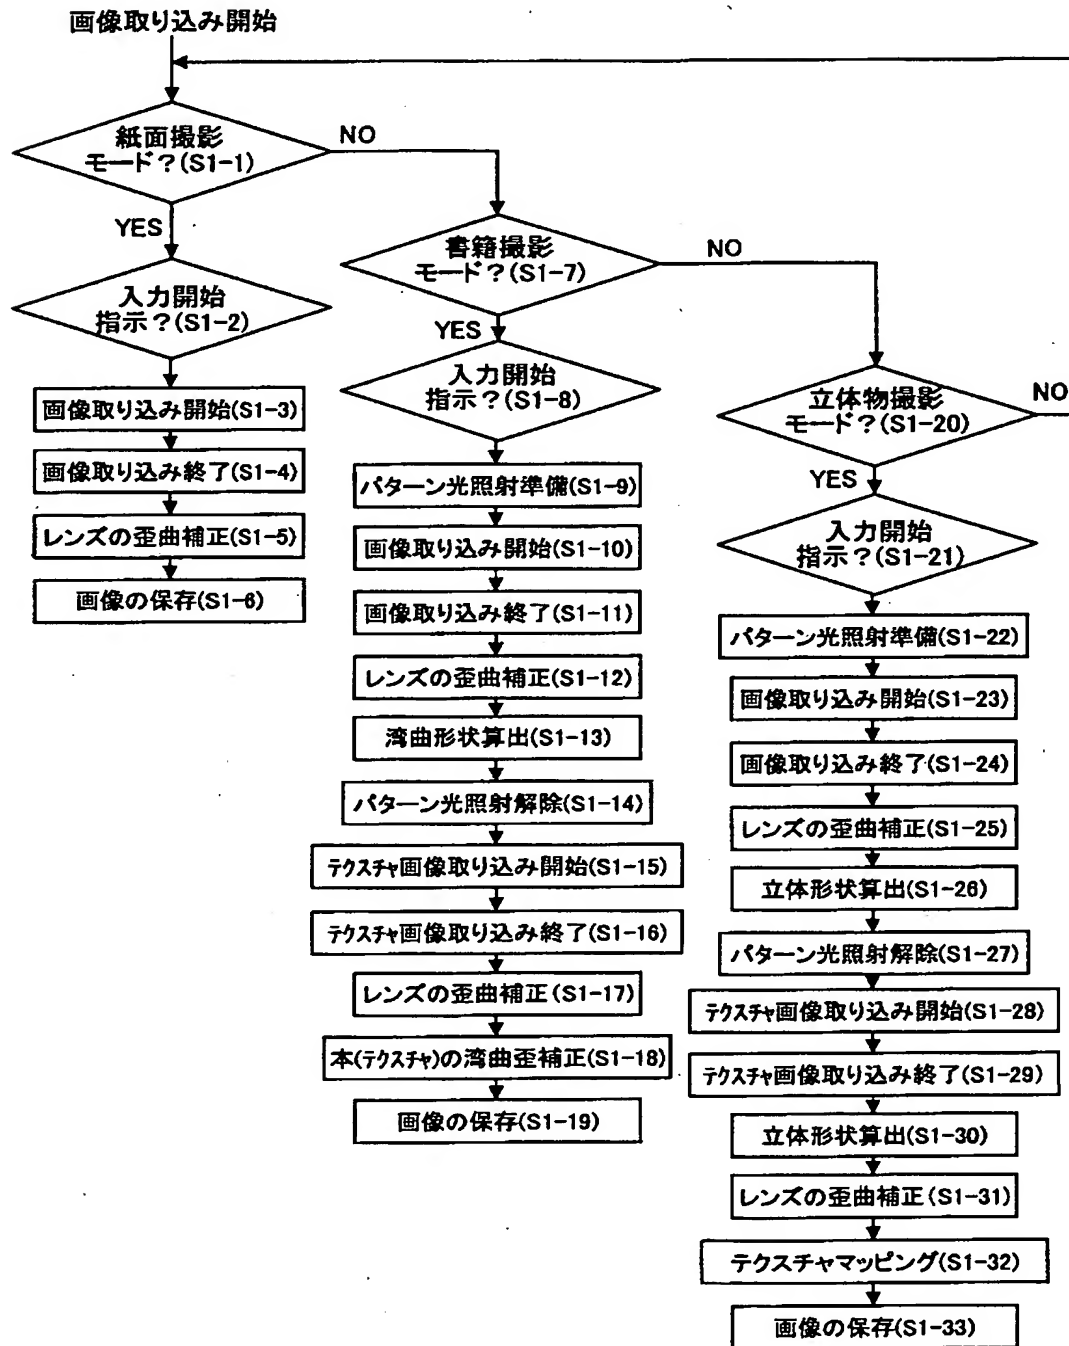 画像取り込み開始
紙面撮影
モード？(S1-1)
NO
YES
入力開始
指示？(S1-2)
画像取り込み開始(S1-3)
画像取り込み終了(S1-4)
レンズの歪曲補正(S1-5)
画像の保存(S1-6)
書籍撮影
モード？(S1-7)
NO
YES
入力開始
指示？(S1-8)
パターン光照射準備(S1-9)
画像取り込み開始(S1-10)
画像取り込み終了(S1-11)
レンズの歪曲補正(S1-12)
湾曲形状算出(S1-13)
パターン光照射解除(S1-14)
テクスチャ画像取り込み開始(S1-15)
テクスチャ画像取り込み終了(S1-16)
レンズの歪曲補正(S1-17)
本(テクスチャ)の湾曲歪補正(S1-18)
画像の保存(S1-19)
立体物撮影
モード？(S1-20)
NO
YES
入力開始
指示？(S1-21)
パターン光照射準備(S1-22)
画像取り込み開始(S1-23)
画像取り込み終了(S1-24)
レンズの歪曲補正(S1-25)
立体形状算出(S1-26)
パターン光照射解除(S1-27)
テクスチャ画像取り込み開始(S1-28)
テクスチャ画像取り込み終了(S1-29)
立体形状算出(S1-30)
レンズの歪曲補正(S1-31)
テクスチャマッピング(S1-32)
画像の保存(S1-33)